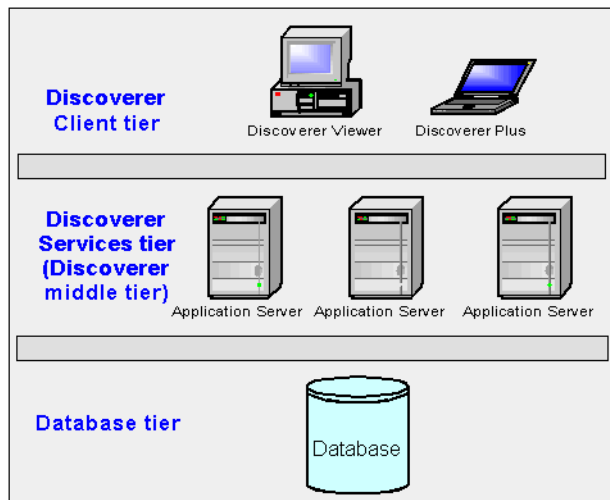 Discoverer
Client tier
Discoverer Viewer
Discoverer Plus
Discoverer
Services tier
(Discoverer
middle tier)
Application Server
Application Server
Application Server
Database tier
Database